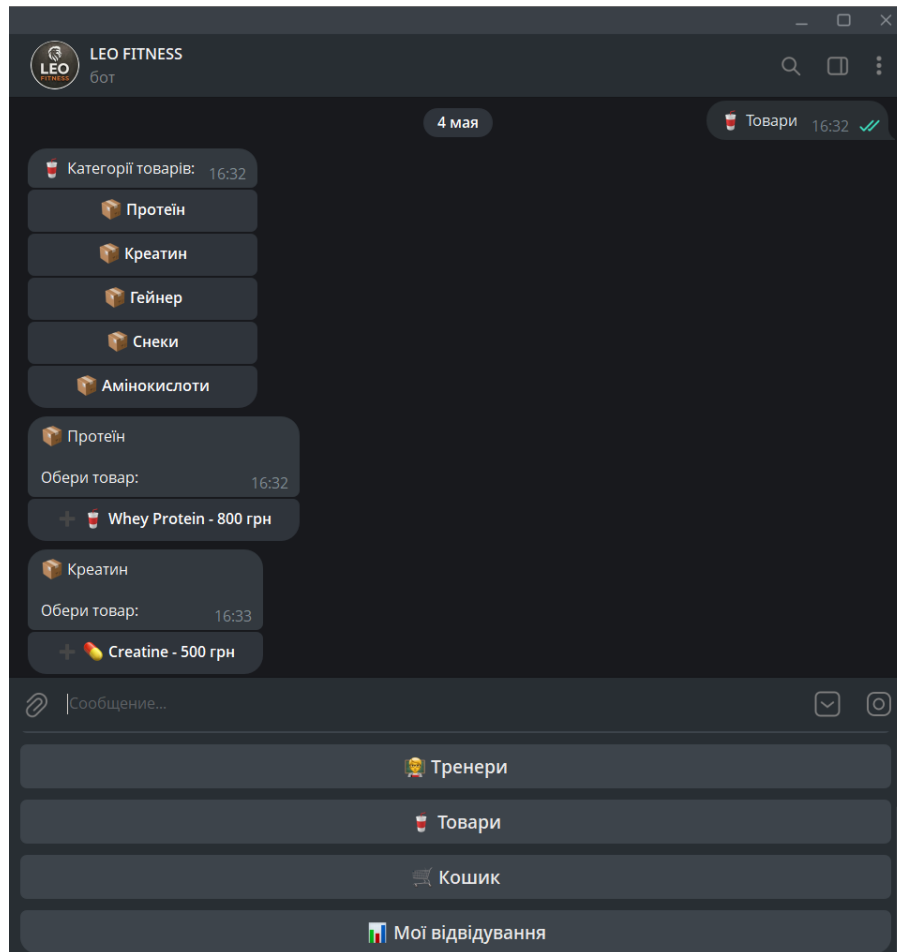 LEO FITNESS
бот
LEO
FITNESS
4 мая
🥤 Товари 16:32
🥤 Категорії товарів: 16:32
📦 Протеїн
📦 Креатин
📦 Гейнер
📦 Снеки
📦 Амінокислоти
📦 Протеїн
Обери товар: 16:32
➕ 🥤 Whey Protein - 800 грн
📦 Креатин
Обери товар: 16:33
➕ 💊 Creatine - 500 грн
Сообщение...
👨‍🏫 Тренери
🥤 Товари
🛒 Кошик
📊 Мої відвідування